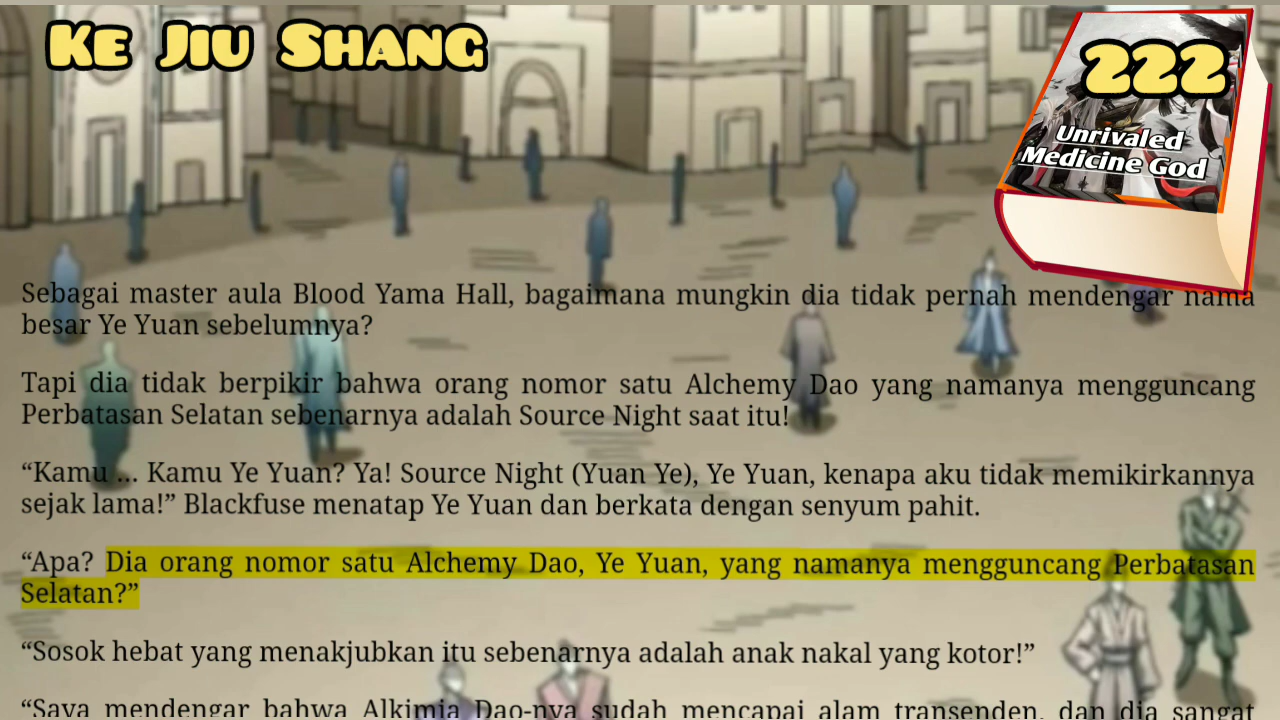 Ke Jiu Shang
222
Unrivaled
Medicine God
Sebagai master aula Blood Yama Hall, bagaimana mungkin dia tidak pernah mendengar nama
besar Ye Yuan sebelumnya?
Tapi dia tidak berpikir bahwa orang nomor satu Alchemy Dao yang namanya mengguncang
Perbatasan Selatan sebenarnya adalah Source Night saat itu!
“Kamu ... Kamu Ye Yuan? Ya! Source Night (Yuan Ye), Ye Yuan, kenapa aku tidak memikirkannya
sejak lama!” Blackfuse menatap Ye Yuan dan berkata dengan senyum pahit.
“Apa? Dia orang nomor satu Alchemy Dao, Ye Yuan, yang namanya mengguncang Perbatasan
Selatan?”
“Sosok hebat yang menakjubkan itu sebenarnya adalah anak nakal yang kotor!”
“Saya mendengar bahwa Alkimia Dao-nya sudah mencapai alam transenden, dan dia sangat